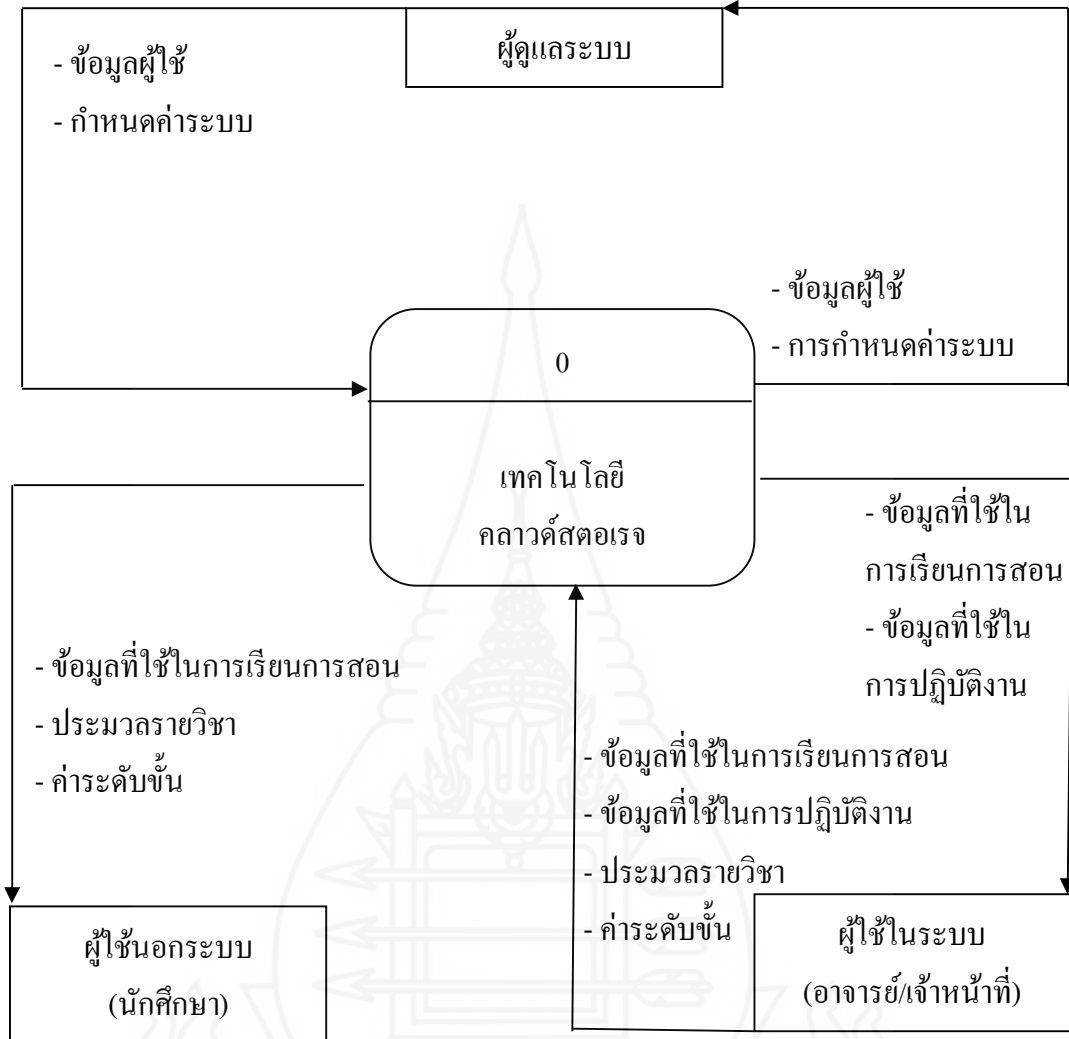 ผู้ดูแลระบบ
- ข้อมูลผู้ใช้
- กำหนดค่าระบบ
- ข้อมูลผู้ใช้
- การกำหนดค่าระบบ
0
เทคโนโลยี
คลาวด์สตอเรจ
- ข้อมูลที่ใช้ใน
การเรียนการสอน
- ข้อมูลที่ใช้ใน
การปฏิบัติงาน
- ข้อมูลที่ใช้ในการเรียนการสอน
- ประมวลรายวิชา
- ค่าระดับขั้น
- ข้อมูลที่ใช้ในการเรียนการสอน
- ข้อมูลที่ใช้ในการปฏิบัติงาน
- ประมวลรายวิชา
- ค่าระดับขั้น
ผู้ใช้นอกระบบ
(นักศึกษา)
ผู้ใช้ในระบบ
(อาจารย์/เจ้าหน้าที่)